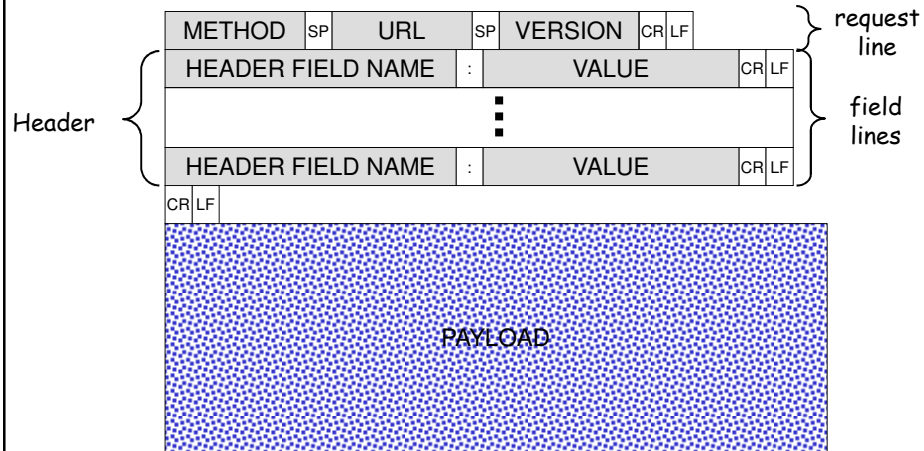 METHOD SP URL SP VERSION CR LF
request
line
HEADER FIELD NAME : VALUE CR LF
Header
field
lines
HEADER FIELD NAME : VALUE CR LF
CR LF
PAYLOAD